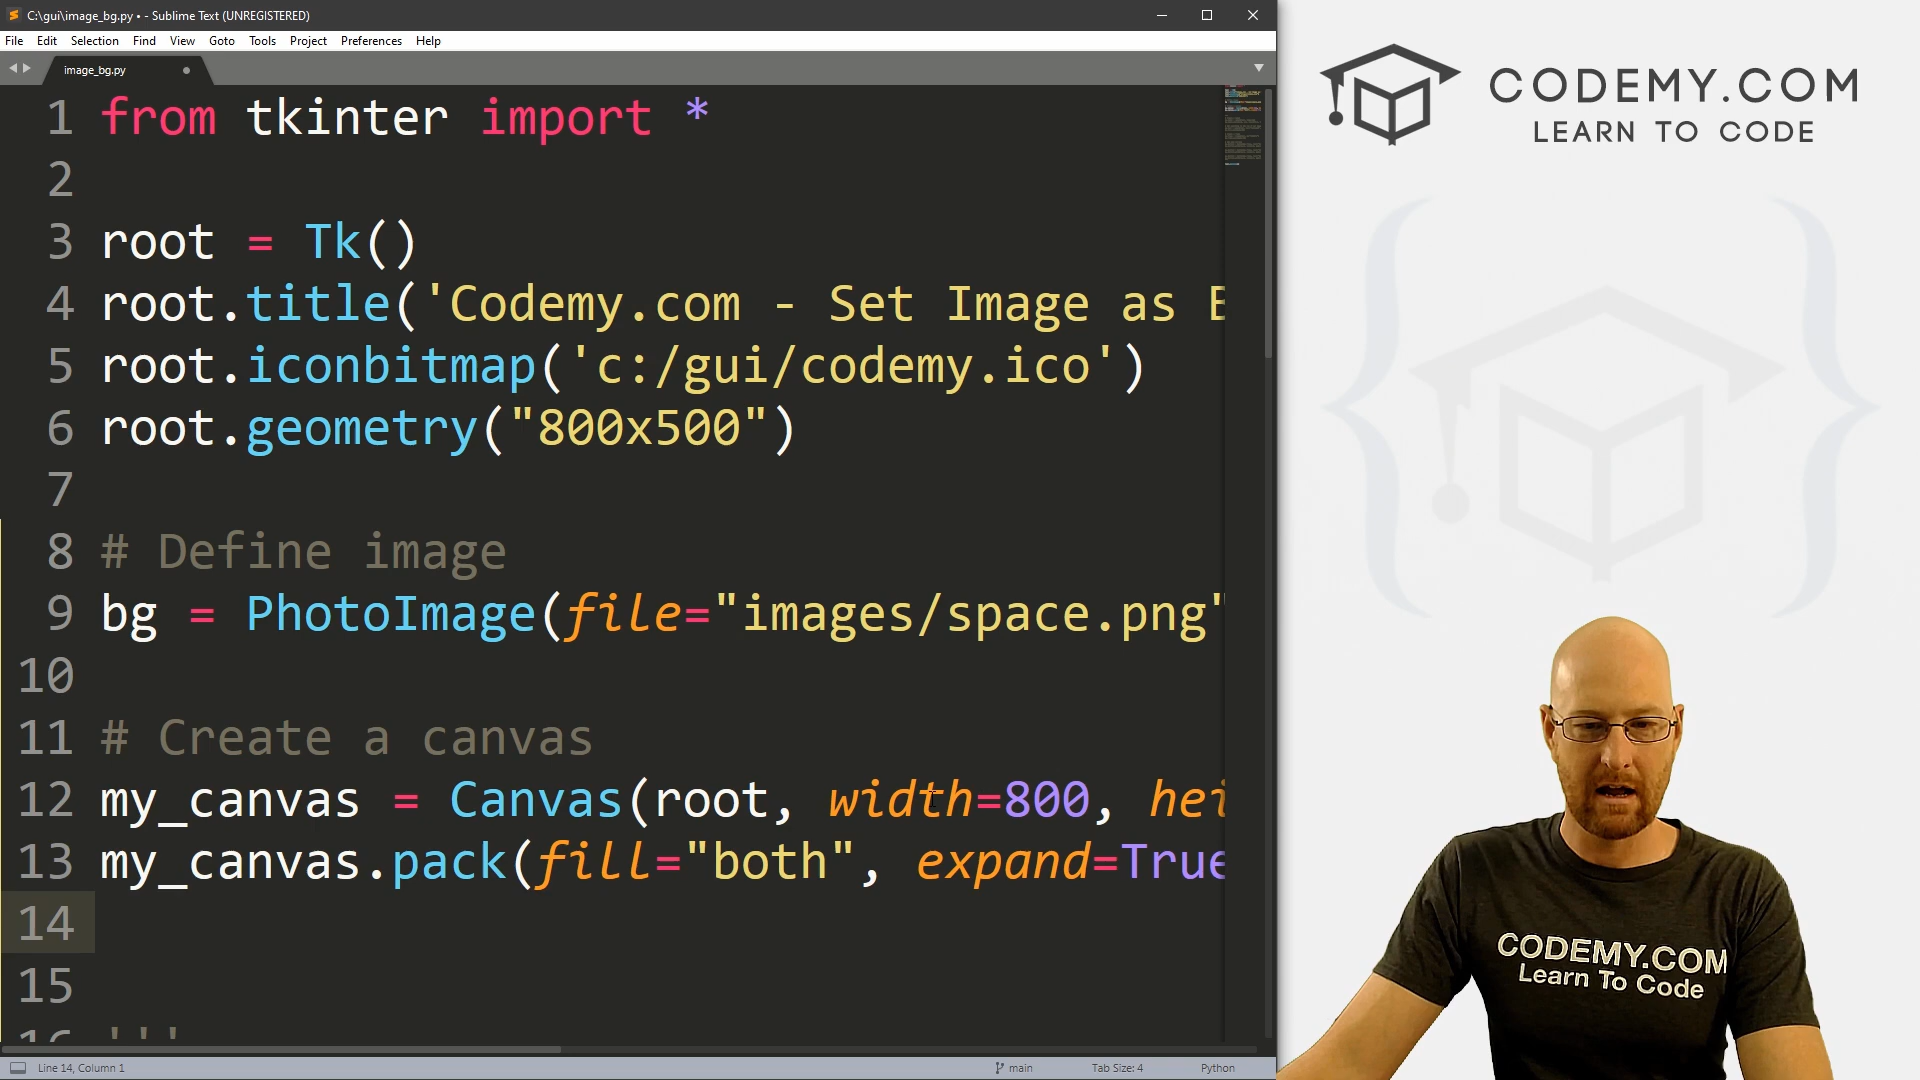 C:\gui\image_bg.py • - Sublime Text (UNREGISTERED)
File Edit Selection Find View Goto Tools Project Preferences Help
image_bg.py
1 from tkinter import *
2
3 root = Tk()
4 root.title('Codemy.com - Set Image as
5 root.iconbitmap('c:/gui/codemy.ico')
6 root.geometry("800x500")
7
8 # Define image
9 bg = PhotoImage(file="images/space.png"
10
11 # Create a canvas
12 my_canvas = Canvas(root, width=800, hei
13 my_canvas.pack(fill="both", expand=True
14
15
16 '''
Line 14, Column 1
main
Tab Size: 4
Python
CODEMY.COM
LEARN TO CODE
CODEMY.COM
Learn To Code